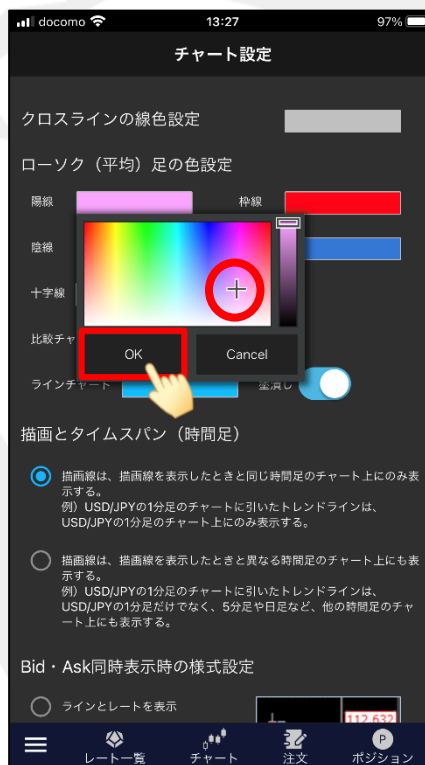 docomo 13:27 97%
チャート設定
クロスラインの線色設定
ローソク（平均）足の色設定
陽線 枠線
陰線
十字線
比較チャ
OK Cancel
ラインチャート 塗潰し
描画とタイムスパン（時間足）
描画線は、描画線を表示したときと同じ時間足のチャート上にのみ表
示する。
例）USD/JPYの1分足のチャートに引いたトレンドラインは、
USD/JPYの1分足のチャート上にのみ表示する。
描画線は、描画線を表示したときと異なる時間足のチャート上にも表
示する。
例）USD/JPYの1分足のチャートに引いたトレンドラインは、
USD/JPYの1分足だけでなく、5分足や日足など、他の時間足のチャ
ート上にも表示する。
Bid・Ask同時表示時の様式設定
ラインとレートを表示
112.632
レート一覧 チャート 注文 P ポジション